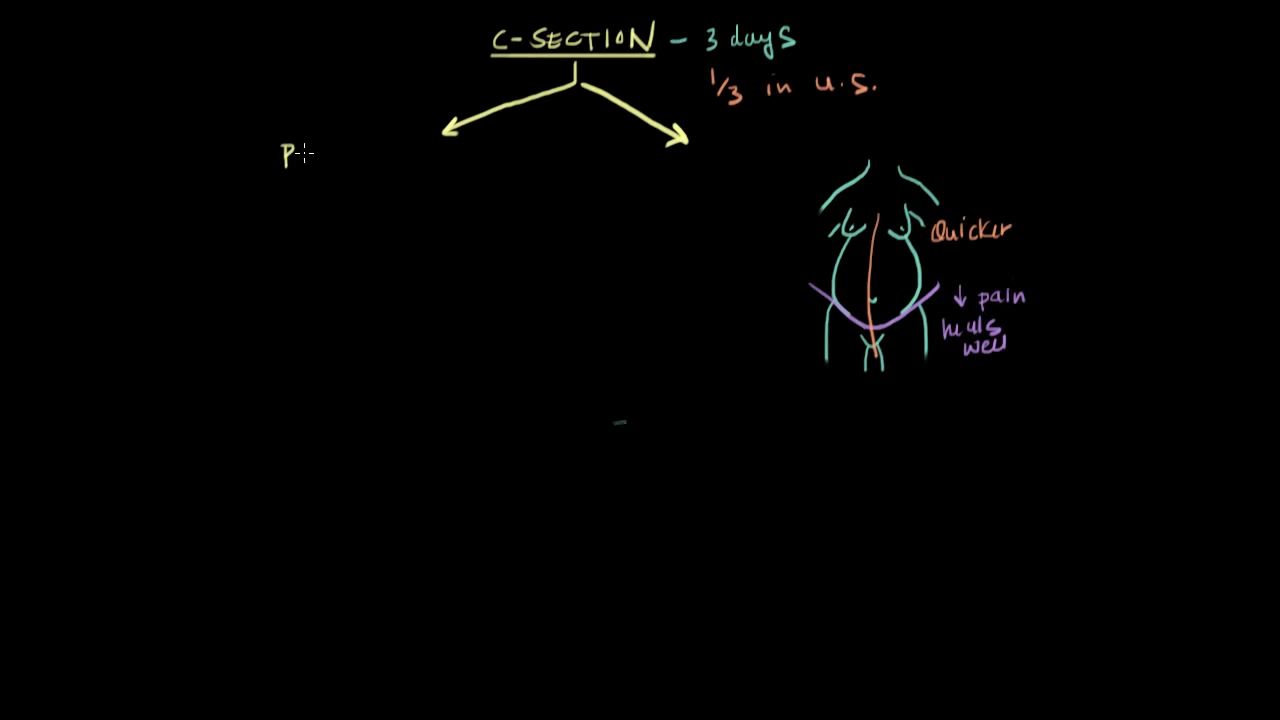 C-SECTION - 3 days
1/3 in u.s.
P
Quicker
↓ pain
heals
well